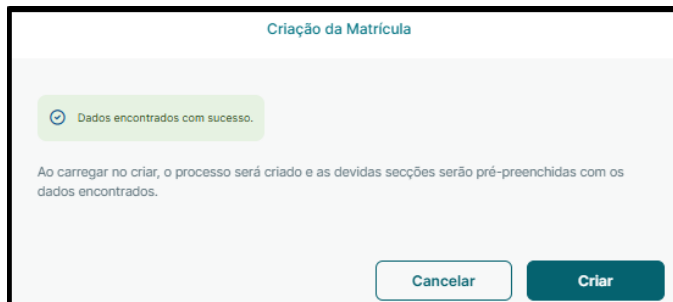 Criação da Matrícula
Dados encontrados com sucesso.
Ao carregar no criar, o processo será criado e as devidas secções serão pré-preenchidas com os
dados encontrados.
Cancelar
Criar